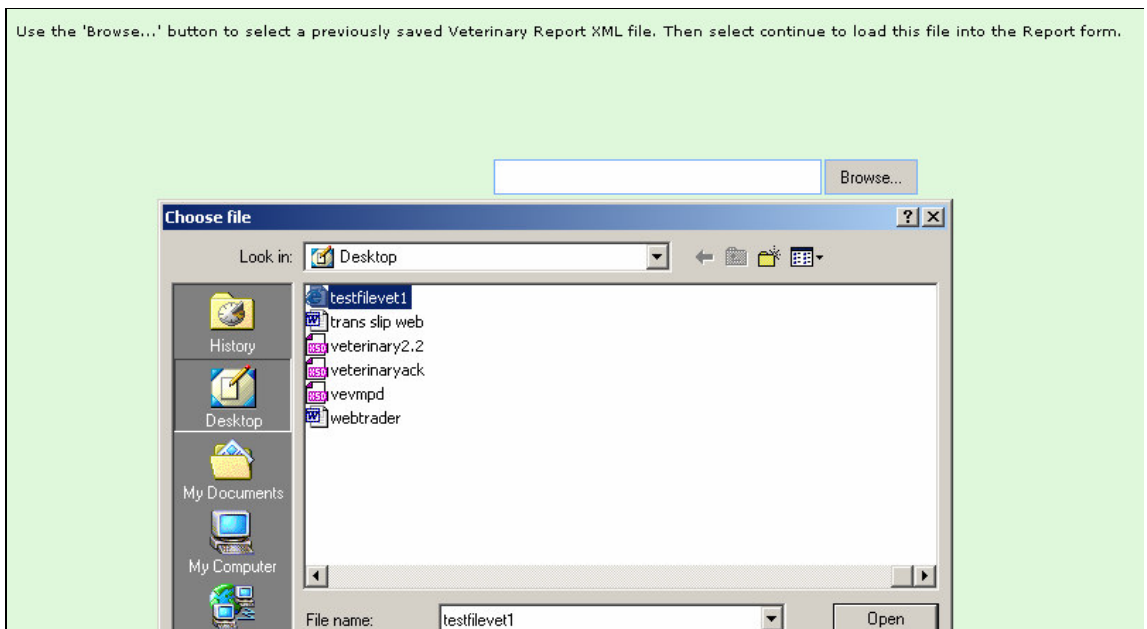 Use the 'Browse...' button to select a previously saved Veterinary Report XML file. Then select continue to load this file into the Report form.
Browse...
Choose file
Look in:
Desktop
History
Desktop
My Documents
My Computer
testfilevet1
trans slip web
veterinary2.2
veterinaryack
vevmpd
webtrader
File name:
testfilevet1
Open